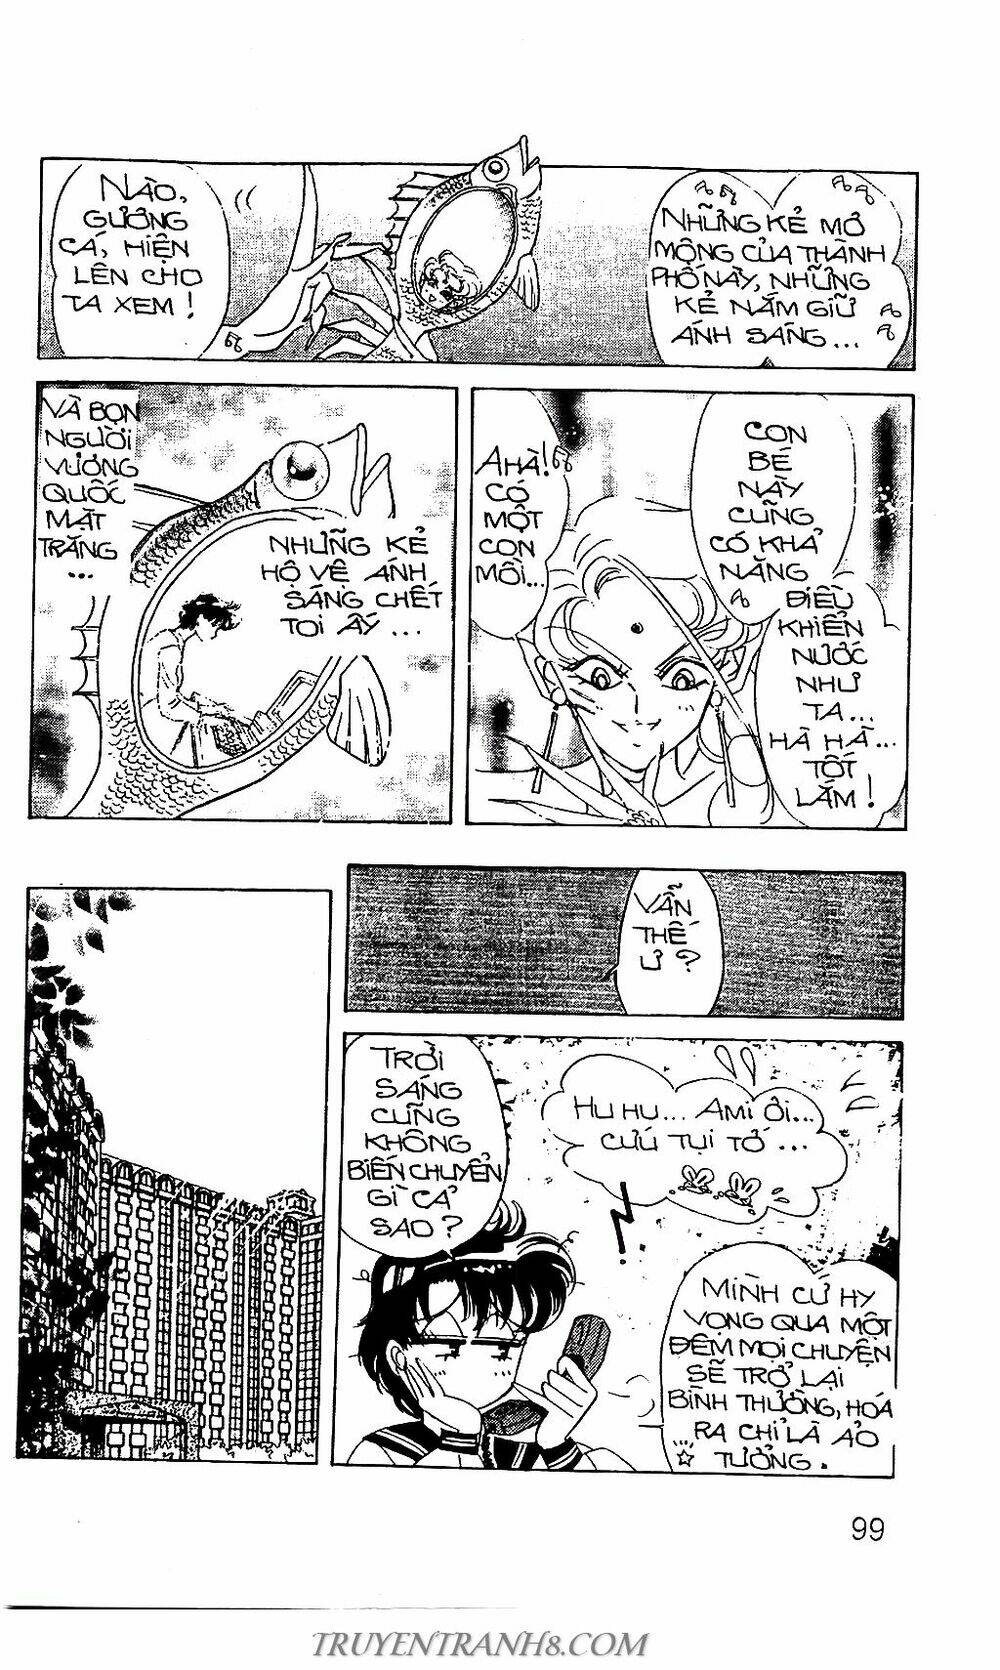 NÀO,
GƯƠNG
CÁ, HIỆN
LÊN CHO
TA XEM!
NHỮNG KẺ MƠ
MỘNG CỦA THÀNH
PHỐ NÀY, NHỮNG
KẺ NẮM GIỮ
ÁNH SÁNG...
VÀ BỌN
NGƯỜI
VƯƠNG
QUỐC
MẶT
TRĂNG
...
NHỮNG KẺ
HỘ VỆ ÁNH
SÁNG CHẾT
TOI ẤY...
AHÀ!
CÓ
MỘT
CON
MỒI...
CON
BÉ
NÀY
CŨNG
CÓ KHẢ
NĂNG
ĐIỀU
KHIỂN
NƯỚC
NHƯ
TA...
HÀ HÀ...
TỐT
LẮM!
VẪN
THẾ
Ư?
TRỜI
SÁNG
CŨNG
KHÔNG
BIẾN CHUYỂN
GÌ CẢ
SAO?
HU HU... AMI ƠI...
CỨU TỤI TỚ...
MÌNH CỨ HY
VỌNG QUA MỘT
ĐÊM MỌI CHUYỆN
SẼ TRỞ LẠI
BÌNH THƯỜNG, HÓA
RA CHỈ LÀ ẢO
TƯỞNG.
99
TRUYENTRANH8.COM